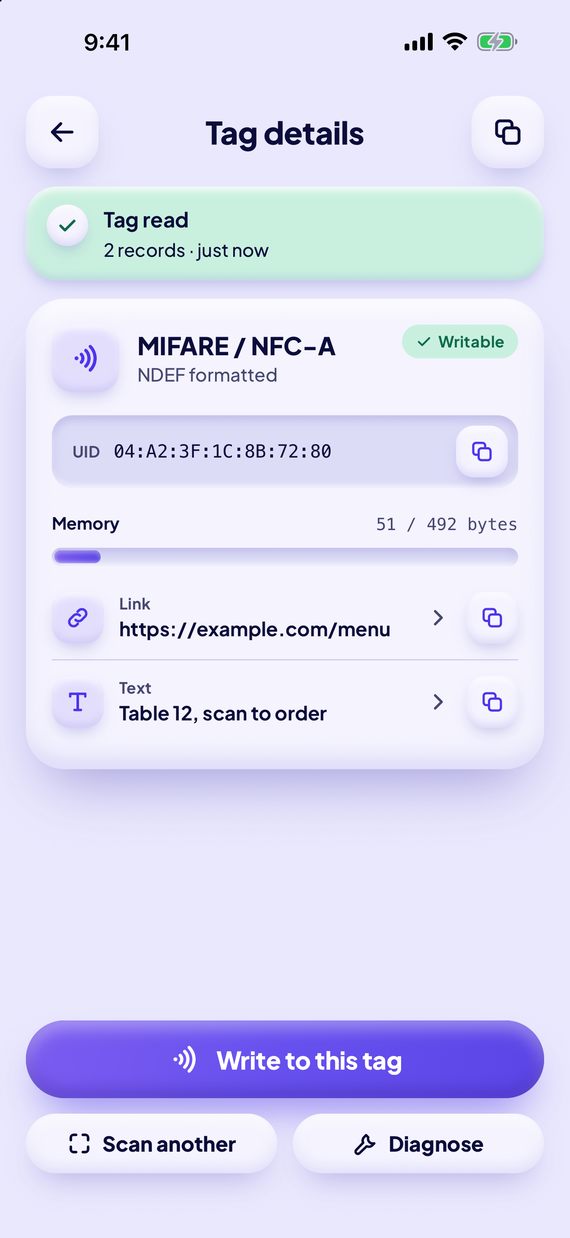 9:41
Tag details
Tag read
2 records · just now
MIFARE / NFC-A
Writable
NDEF formatted
UID 04:A2:3F:1C:8B:72:80
Memory 51 / 492 bytes
Link
https://example.com/menu
Text
Table 12, scan to order
Write to this tag
Scan another
Diagnose